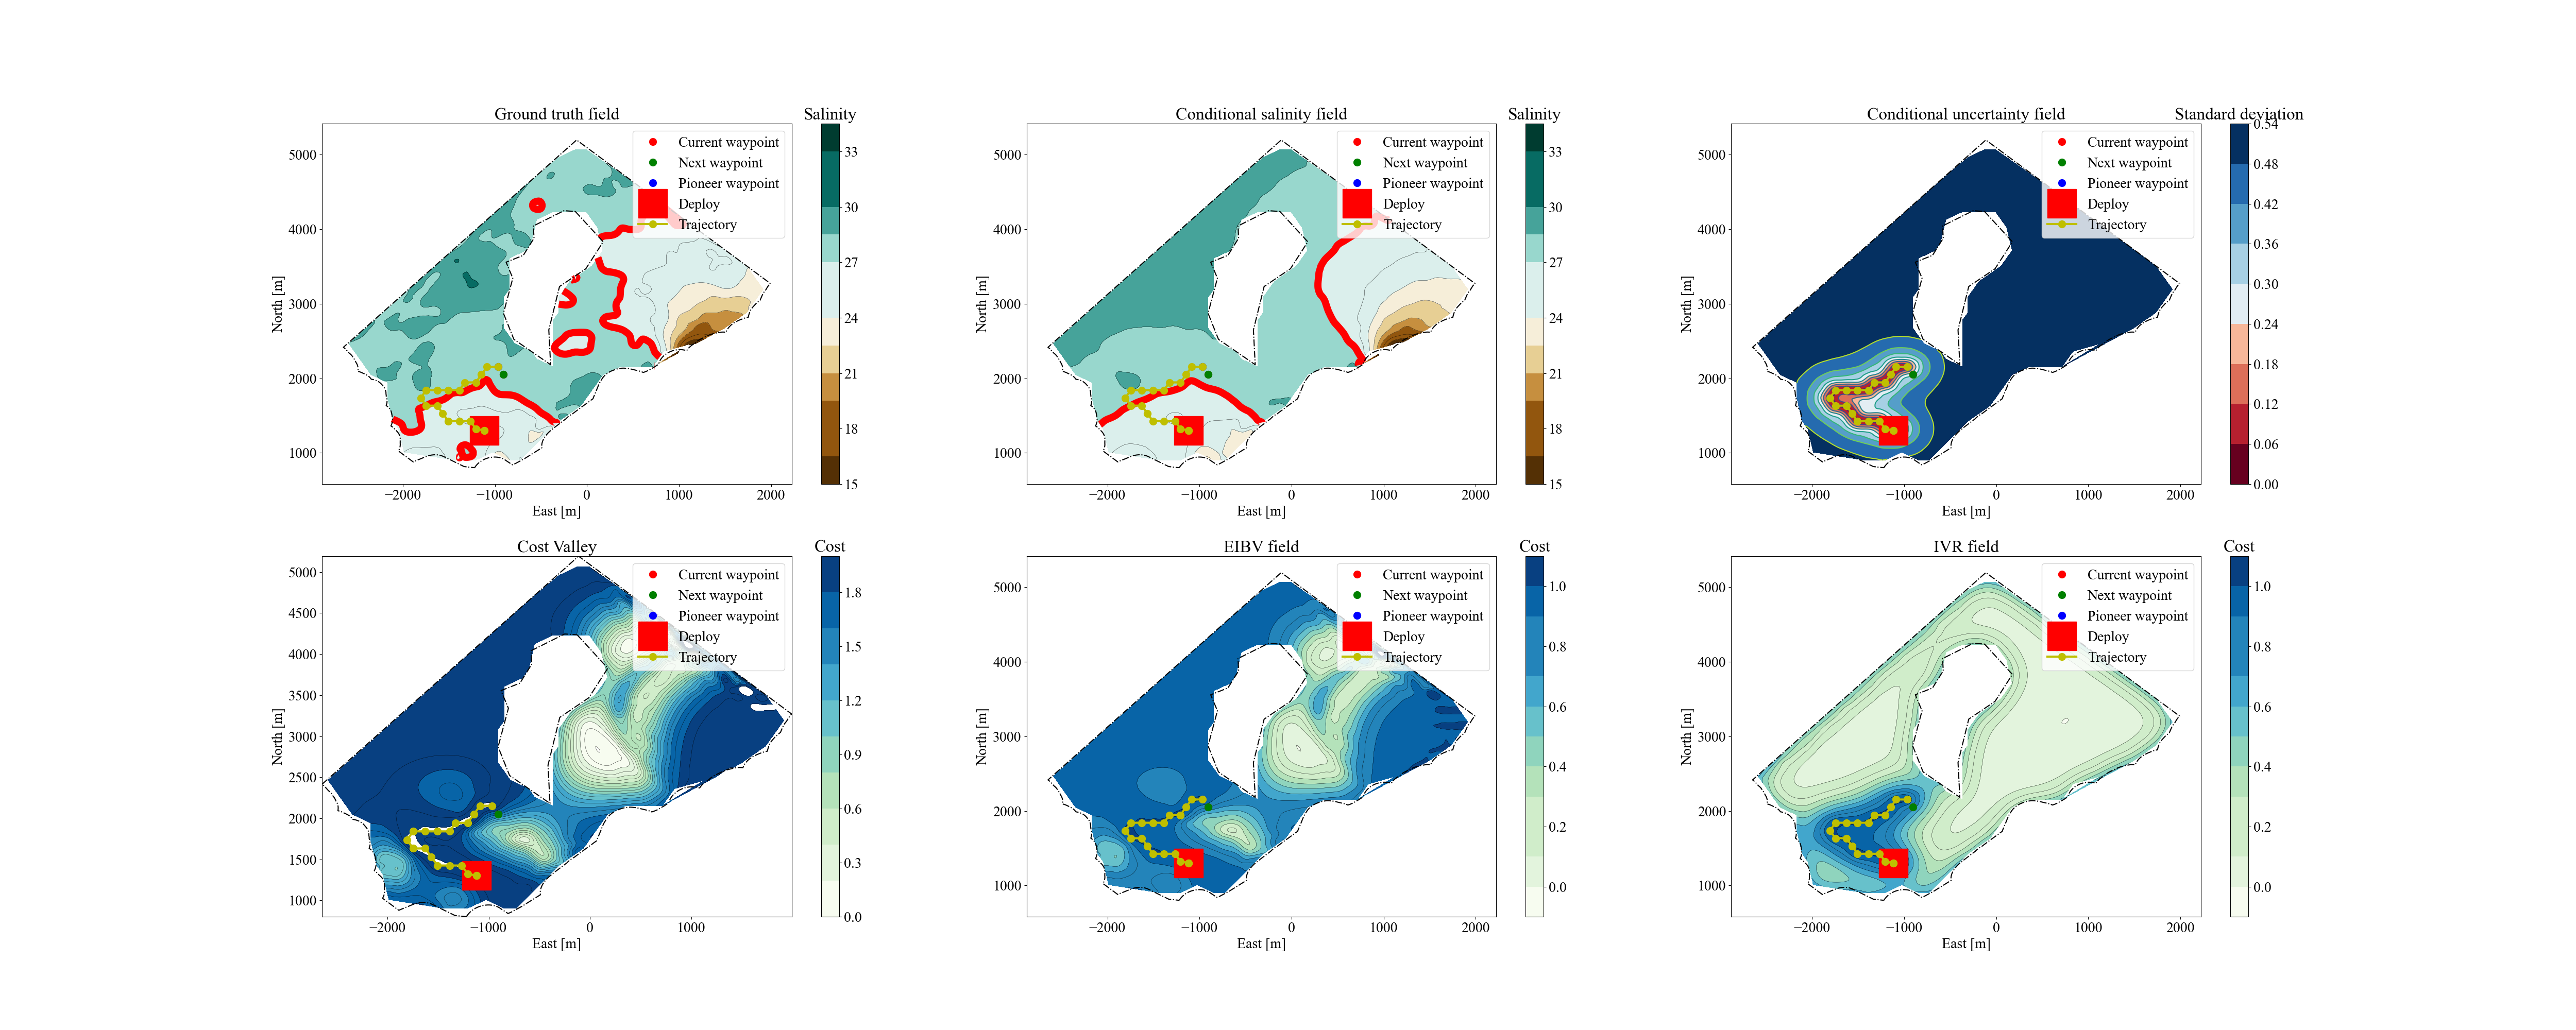 Ground truth field
Salinity
Current waypoint
Next waypoint
Pioneer waypoint
Deploy
Trajectory
5000
4000
3000
2000
1000
North [m]
−2000
−1000
0
1000
2000
East [m]
33
30
27
24
21
18
15
Conditional salinity field
Salinity
Current waypoint
Next waypoint
Pioneer waypoint
Deploy
Trajectory
5000
4000
3000
2000
1000
North [m]
−2000
−1000
0
1000
2000
East [m]
33
30
27
24
21
18
15
Conditional uncertainty field
Standard deviation
Current waypoint
Next waypoint
Pioneer waypoint
Deploy
Trajectory
5000
4000
3000
2000
1000
North [m]
−2000
−1000
0
1000
2000
East [m]
0.54
0.48
0.42
0.36
0.30
0.24
0.18
0.12
0.06
0.00
Cost Valley
Cost
Current waypoint
Next waypoint
Pioneer waypoint
Deploy
Trajectory
5000
4500
4000
3500
3000
2500
2000
1500
1000
North [m]
−2000
−1000
0
1000
East [m]
1.8
1.5
1.2
0.9
0.6
0.3
0.0
EIBV field
Cost
Current waypoint
Next waypoint
Pioneer waypoint
Deploy
Trajectory
5000
4000
3000
2000
1000
North [m]
−2000
−1000
0
1000
2000
East [m]
1.0
0.8
0.6
0.4
0.2
0.0
IVR field
Cost
Current waypoint
Next waypoint
Pioneer waypoint
Deploy
Trajectory
5000
4000
3000
2000
1000
North [m]
−2000
−1000
0
1000
2000
East [m]
1.0
0.8
0.6
0.4
0.2
0.0